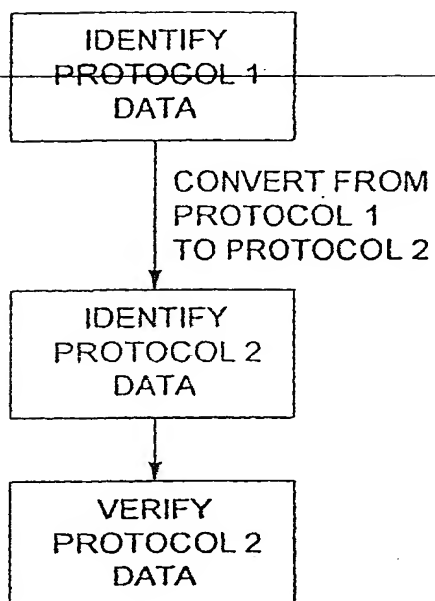 IDENTIFY
PROTOCOL 1
DATA
CONVERT FROM
PROTOCOL 1
TO PROTOCOL 2
IDENTIFY
PROTOCOL 2
DATA
VERIFY
PROTOCOL 2
DATA